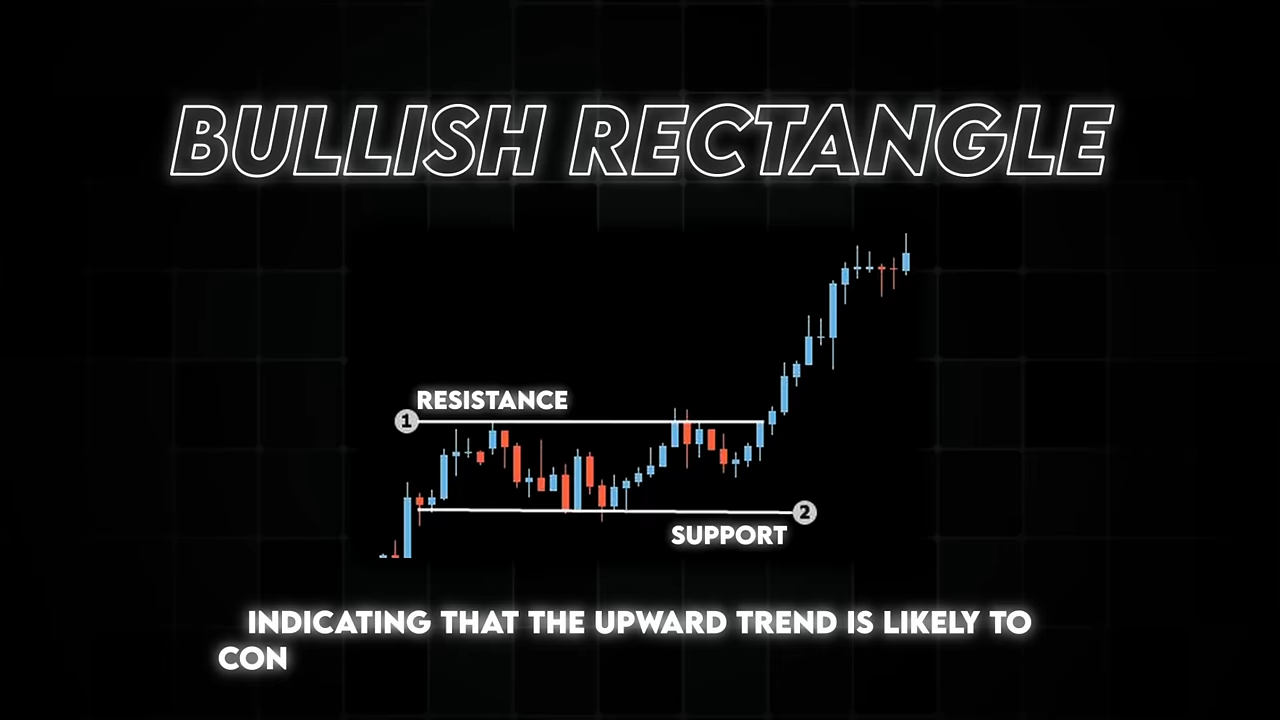 BULLISH RECTANGLE
RESISTANCE
1
2
SUPPORT
INDICATING THAT THE UPWARD TREND IS LIKELY TO
CON